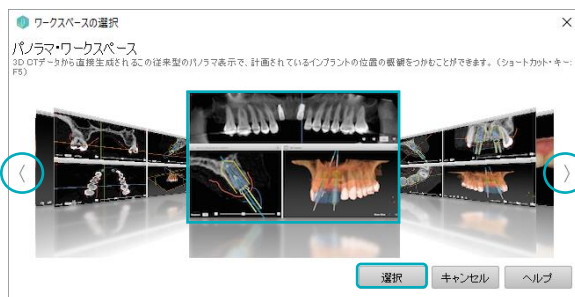 ワークスペースの選択
パノラマ・ワークスペース
3D CTデータから直接生成されるこの従来型のパノラマ表示で、計画されているインプラントの位置の概観をつかむことができます。（ショートカット・キー:
F5）
選択 キャンセル ヘルプ